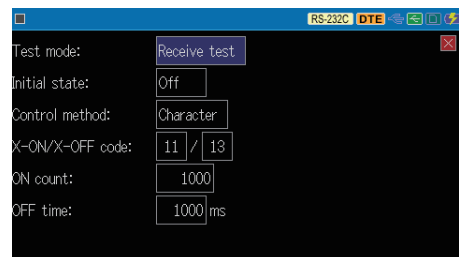 RS-232C DTE
Test mode: Receive test
Initial state: Off
Control method: Character
X-ON/X-OFF code: 11 / 13
ON count: 1000
OFF time: 1000 ms